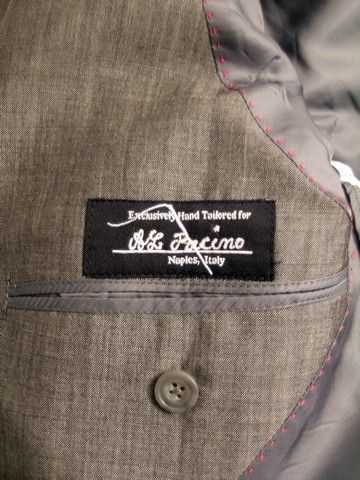 Exclusively Hand Tailored for
AL Pacino
Naples, Italy